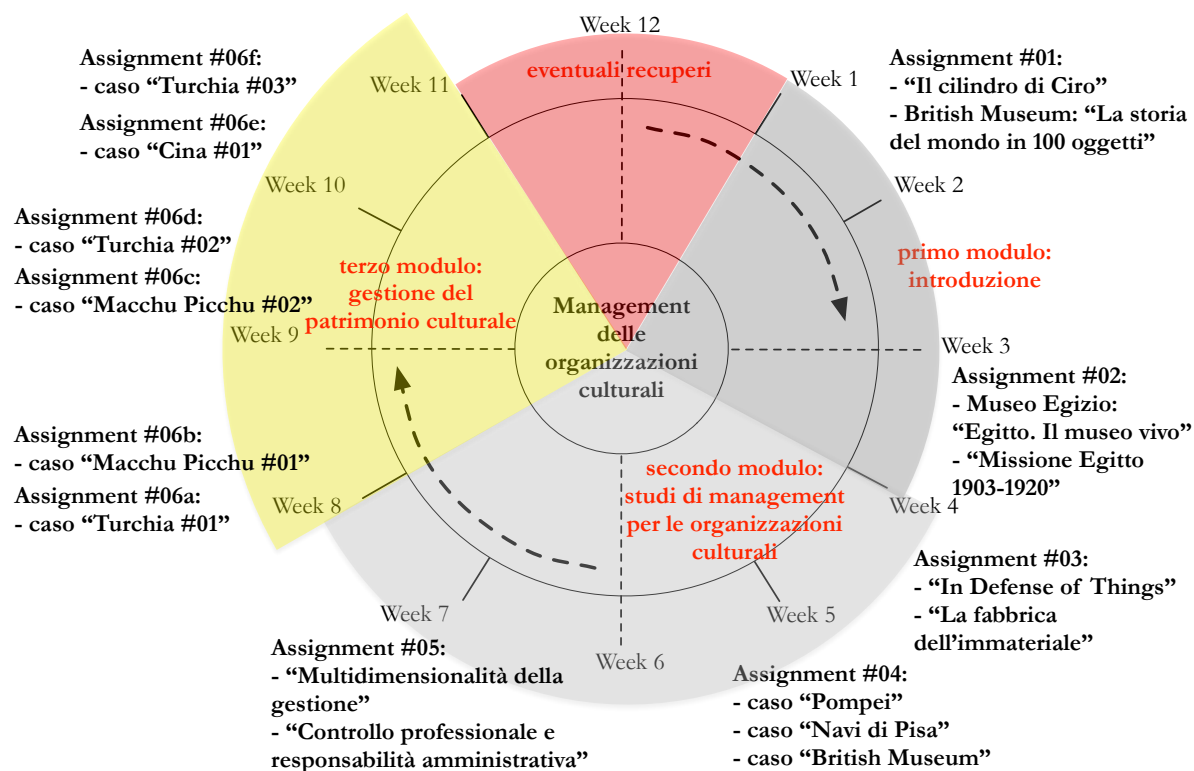 Week 12
eventuali recuperi
Week 1
Assignment #01:
- “Il cilindro di Ciro”
- British Museum: “La storia
del mondo in 100 oggetti”
Week 2
primo modulo:
introduzione
Week 3
Assignment #02:
- Museo Egizio:
“Egitto. Il museo vivo”
- “Missione Egitto
1903-1920”
Week 4
Assignment #03:
- “In Defense of Things”
- “La fabbrica
dell’immateriale”
secondo modulo:
studi di management
per le organizzazioni
culturali
Week 5
Assignment #04:
- caso “Pompei”
- caso “Navi di Pisa”
- caso “British Museum”
Week 6
Week 7
Assignment #05:
- “Multidimensionalità della
gestione”
- “Controllo professionale e
responsabilità amministrativa”
Week 8
Assignment #06b:
- caso “Macchu Picchu #01”
Assignment #06a:
- caso “Turchia #01”
Week 9
terzo modulo:
gestione del
patrimonio culturale
Assignment #06d:
- caso “Turchia #02”
Assignment #06c:
- caso “Macchu Picchu #02”
Week 10
Week 11
Assignment #06f:
- caso “Turchia #03”
Assignment #06e:
- caso “Cina #01”
Management
delle
organizzazioni
culturali